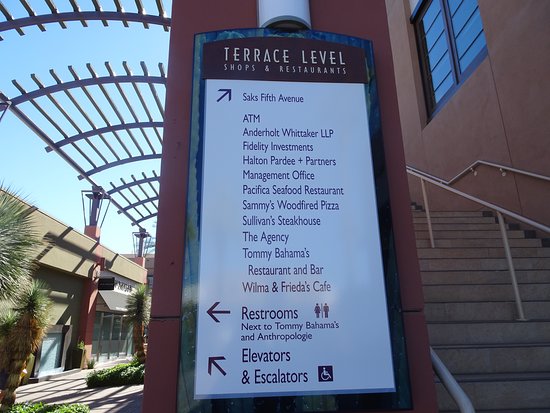 TERRACE LEVEL
SHOPS & RESTAURANTS
Saks Fifth Avenue
ATM
Anderholt Whittaker LLP
Fidelity Investments
Halton Pardee + Partners
Management Office
Pacifica Seafood Restaurant
Sammy's Woodfired Pizza
Sullivan's Steakhouse
The Agency
Tommy Bahama's
Restaurant and Bar
Wilma & Frieda's Cafe
Restrooms
Next to Tommy Bahama's
and Anthropologie
Elevators
& Escalators